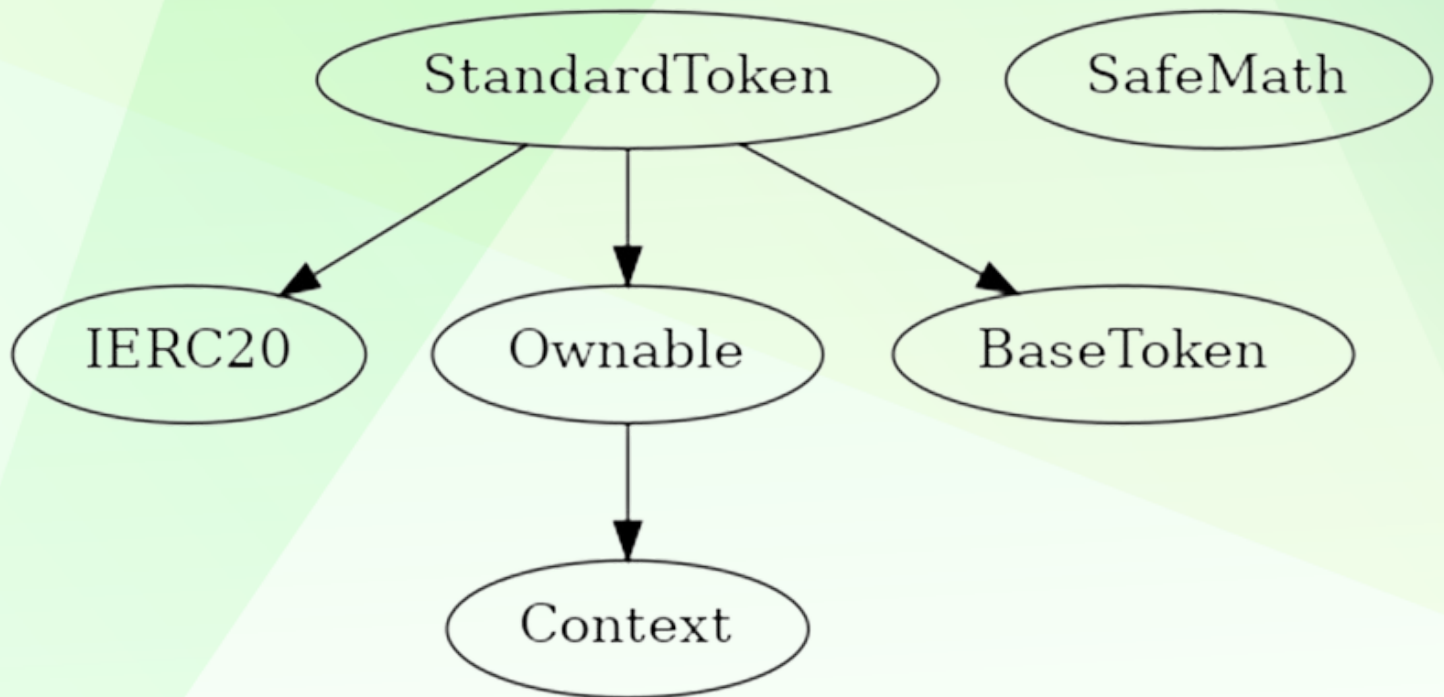 StandardToken
SafeMath
IERC20
Ownable
BaseToken
Context